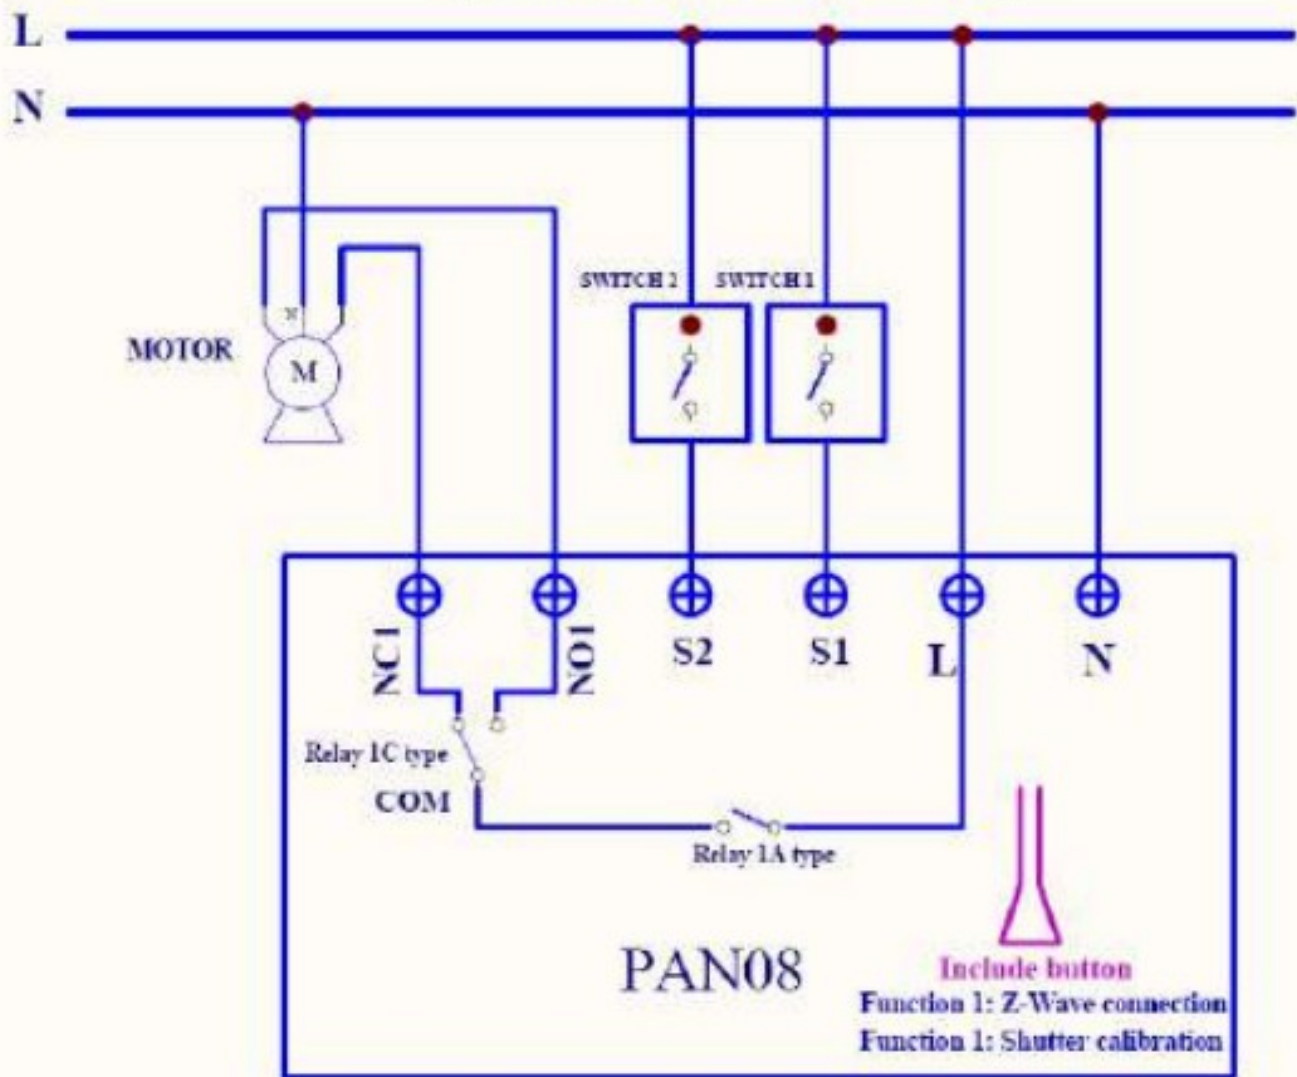 L
N
SWITCH 2
SWITCH 1
N
MOTOR
M
NC1
NO1
S2
S1
L
N
Relay 1C type
COM
Relay 1A type
PAN08
Include button
Function 1: Z-Wave connection
Function 1: Shutter calibration